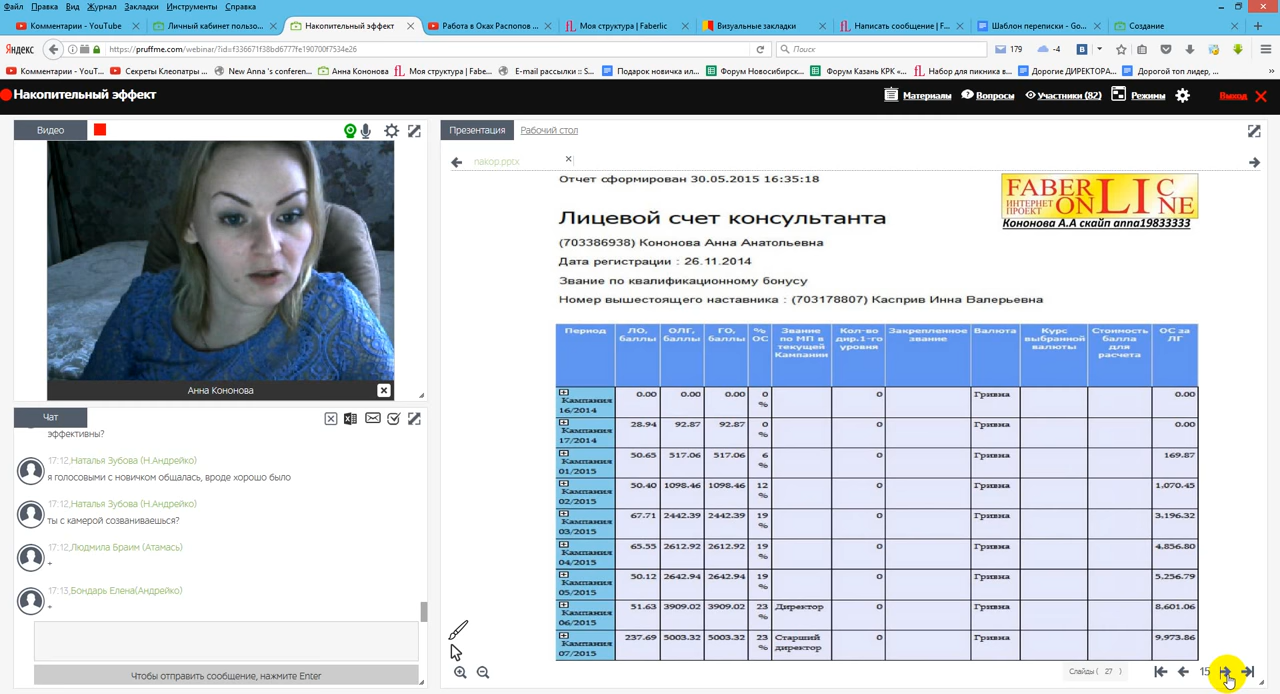 Файл Правка Вид Журнал Закладки Инструменты Справка
Комментарии - YouTube
Личный кабинет пользо...
Накопительный эффект
Работа в Оках Распопов ...
Моя структура | Faberlic
Визуальные закладки
Написать сообщение | F...
Шаблон переписки - Go...
Создание
Яндекс
https://pruffme.com/webinar/?id=f336671f38bd6777fe190700f7534e26
Поиск
179
-4
Комментарии - YouT...
Секреты Клеопатры ...
New Anna 's conferen...
Анна Кононова
Моя структура | Fabe...
E-mail рассылки :: S...
Подарок новичка ил...
Форум Новосибирс...
Форум Казань КРК «...
Набор для пикника в...
Дорогие ДИРЕКТОРА...
Дорогой топ лидер, ...
Накопительный эффект
Материалы Вопросы Участники (82) Режимы Выход
Видео
Анна Кононова
Чат
эффективны?
17:12,Наталья Зубова (Н.Андрейко)
я голосовыми с новичком общалась, вроде хорошо было
17:12,Наталья Зубова (Н.Андрейко)
ты с камерой созваниваешься?
17:12,Людмила Браим (Атамась)
+
17:13,Бондарь Елена(Андрейко)
+
Чтобы отправить сообщение, нажмите Enter
Презентация Рабочий стол
nakop.pptx
Отчет сформирован 30.05.2015 16:35:18
FABERLIC
ИНТЕРНЕТ ПРОЕКТ ONLINE
Кононова А.А скайп anna19833333
Лицевой счет консультанта
(703386938) Кононова Анна Анатольевна
Дата регистрации : 26.11.2014
Звание по квалификационному бонусу
Номер вышестоящего наставника : (703178807) Касприв Инна Валерьевна
Период ЛО, баллы ОЛГ, баллы ГО, баллы % ОС Звание по МП в текущей Кампании Кол-во дир.1-го уровня Закрепленное звание Валюта Курс выбранной валюты Стоимость балла для расчета ОС за ЛГ
Кампания 16/2014 0.00 0.00 0.00 0 % 0 Гривна 0.00
Кампания 17/2014 28.94 92.87 92.87 0 % 0 Гривна 0.00
Кампания 01/2015 50.65 517.06 517.06 6 % 0 Гривна 169.87
Кампания 02/2015 50.40 1098.46 1098.46 12 % 0 Гривна 1,070.45
Кампания 03/2015 67.71 2442.39 2442.39 19 % 0 Гривна 3,196.32
Кампания 04/2015 65.55 2612.92 2612.92 19 % 0 Гривна 4,856.80
Кампания 05/2015 50.12 2642.94 2642.94 19 % 0 Гривна 5,256.79
Кампания 06/2015 51.63 3909.02 3909.02 23 % Директор 0 Гривна 8,601.06
Кампания 07/2015 237.69 5003.32 5003.32 23 % Старший директор 0 Гривна 9,973.86
Слайды ( 27 )
15